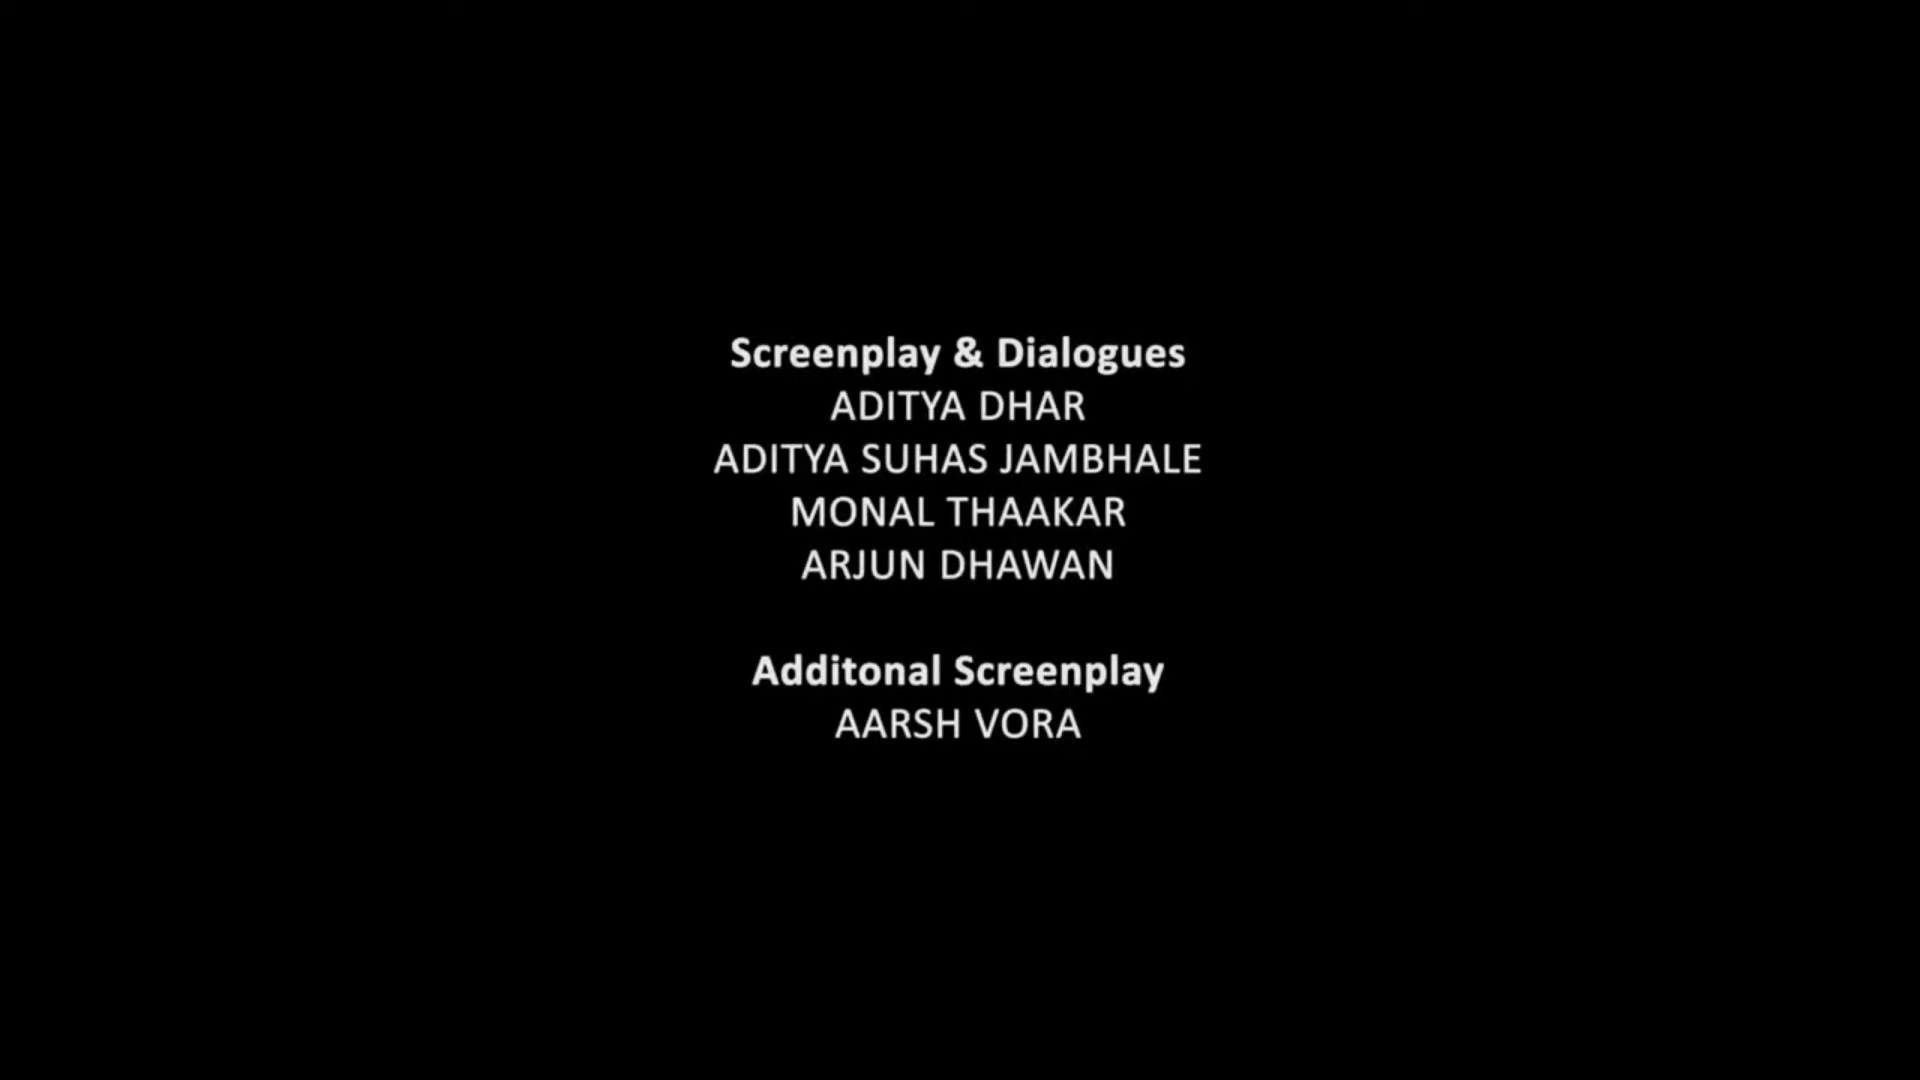 Screenplay & Dialogues
ADITYA DHAR
ADITYA SUHAS JAMBHALE
MONAL THAAKAR
ARJUN DHAWAN
Additonal Screenplay
AARSH VORA